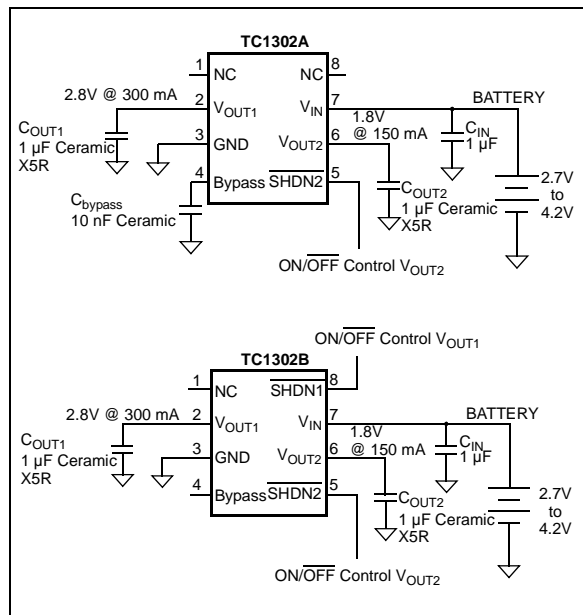 TC1302A
1
NC
NC
8
2.8V @ 300 mA
2
VOUT1
VIN
7
BATTERY
COUT1
1 µF Ceramic
X5R
3
GND
VOUT2
6
1.8V
@ 150 mA
CIN
1 µF
4
Bypass
SHDN2
5
Cbypass
10 nF Ceramic
COUT2
1 µF Ceramic
X5R
2.7V
to
4.2V
ON/OFF Control VOUT2
ON/OFF Control VOUT1
TC1302B
1
NC
SHDN1
8
2.8V @ 300 mA
2
VOUT1
VIN
7
BATTERY
COUT1
1 µF Ceramic
X5R
3
GND
VOUT2
6
1.8V
@ 150 mA
CIN
1 µF
4
Bypass
SHDN2
5
COUT2
1 µF Ceramic
X5R
2.7V
to
4.2V
ON/OFF Control VOUT2